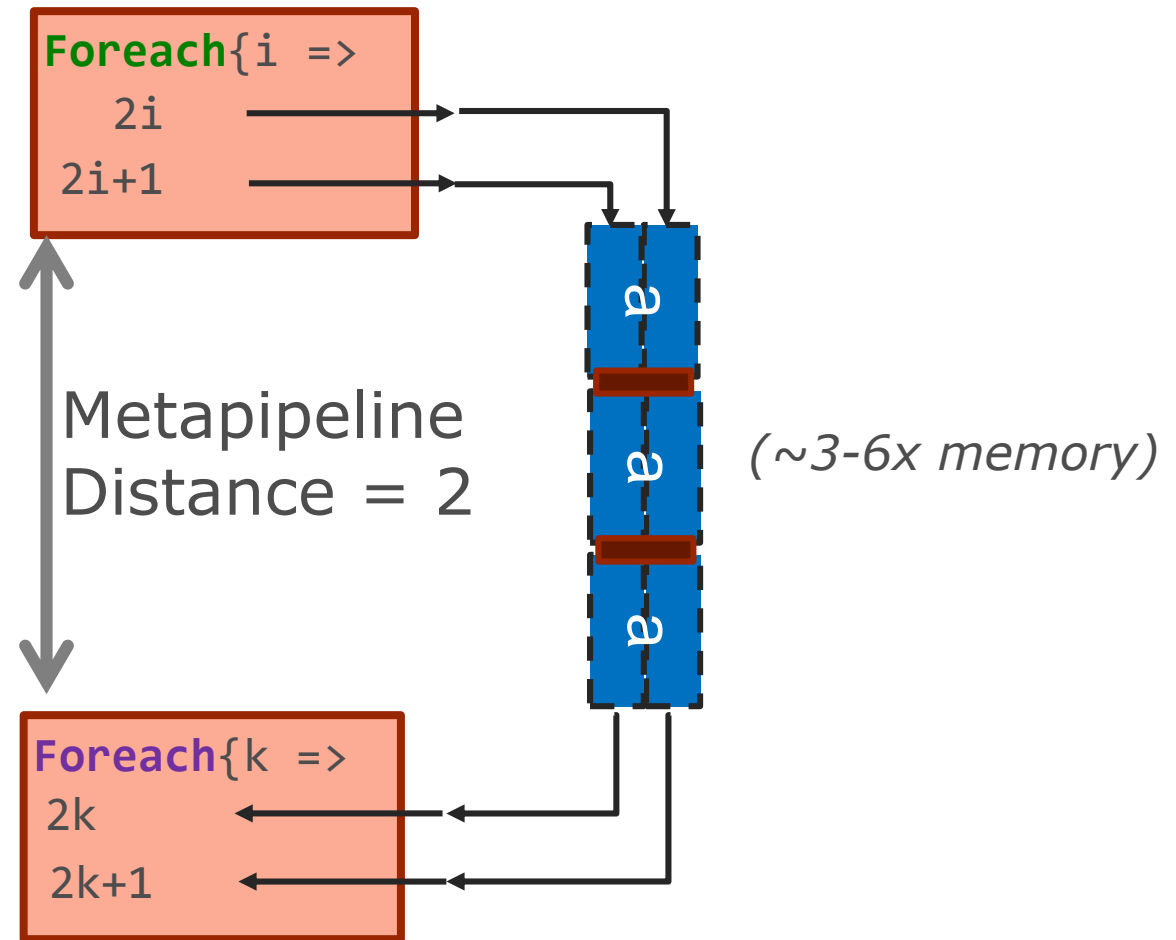 Foreach{i =>
2i
2i+1
a
Metapipeline
Distance = 2
a
(~3-6x memory)
a
Foreach{k =>
2k
2k+1